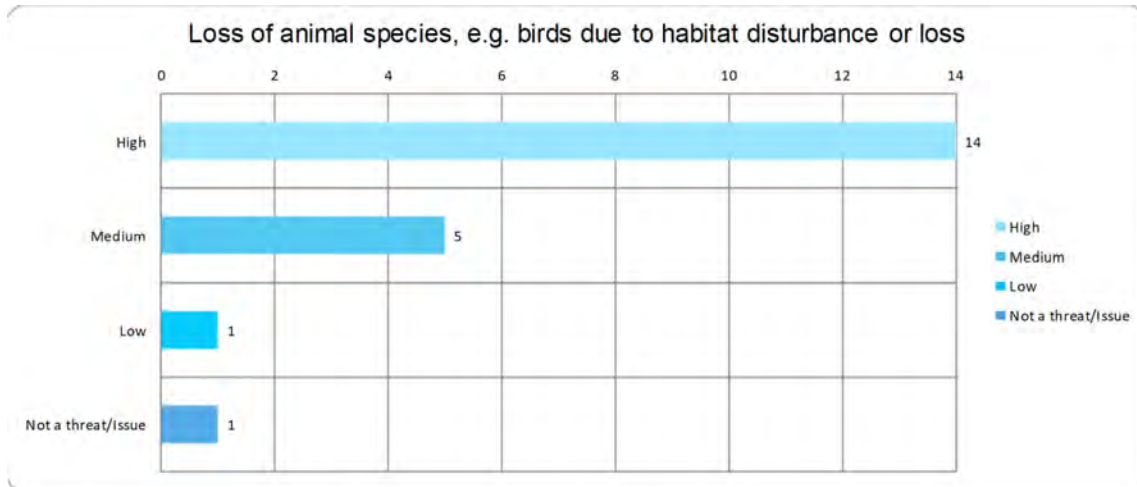 Loss of animal species, e.g. birds due to habitat disturbance or loss
0 2 4 6 8 10 12 14
High 14
Medium 5
Low 1
Not a threat/Issue 1
High
Medium
Low
Not a threat/Issue